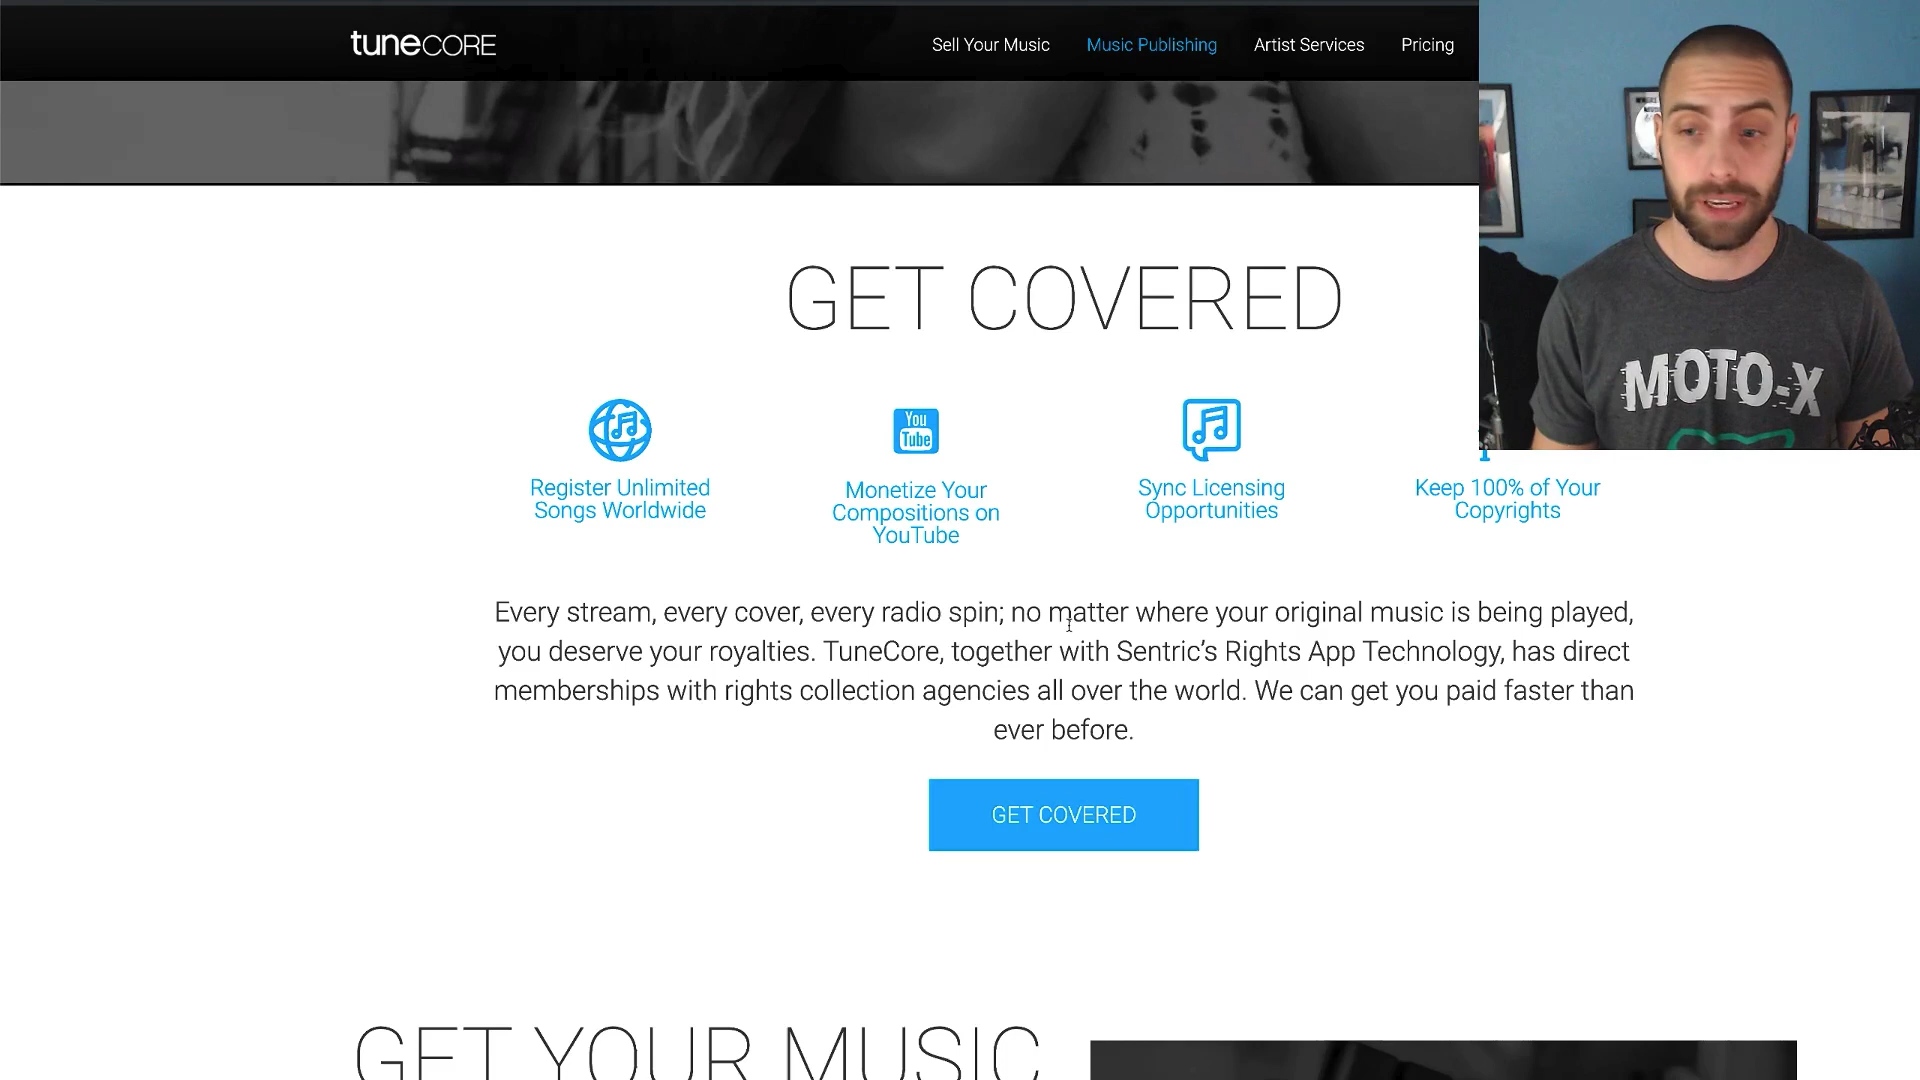 tuneCORE
Sell Your Music
Music Publishing
Artist Services
Pricing
MOTO-X
GET COVERED
You
Tube
Register Unlimited
Songs Worldwide
Monetize Your
Compositions on
YouTube
Sync Licensing
Opportunities
Keep 100% of Your
Copyrights
Every stream, every cover, every radio spin; no matter where your original music is being played,
you deserve your royalties. TuneCore, together with Sentric’s Rights App Technology, has direct
memberships with rights collection agencies all over the world. We can get you paid faster than
ever before.
GET COVERED
GET YOUR MUSIC